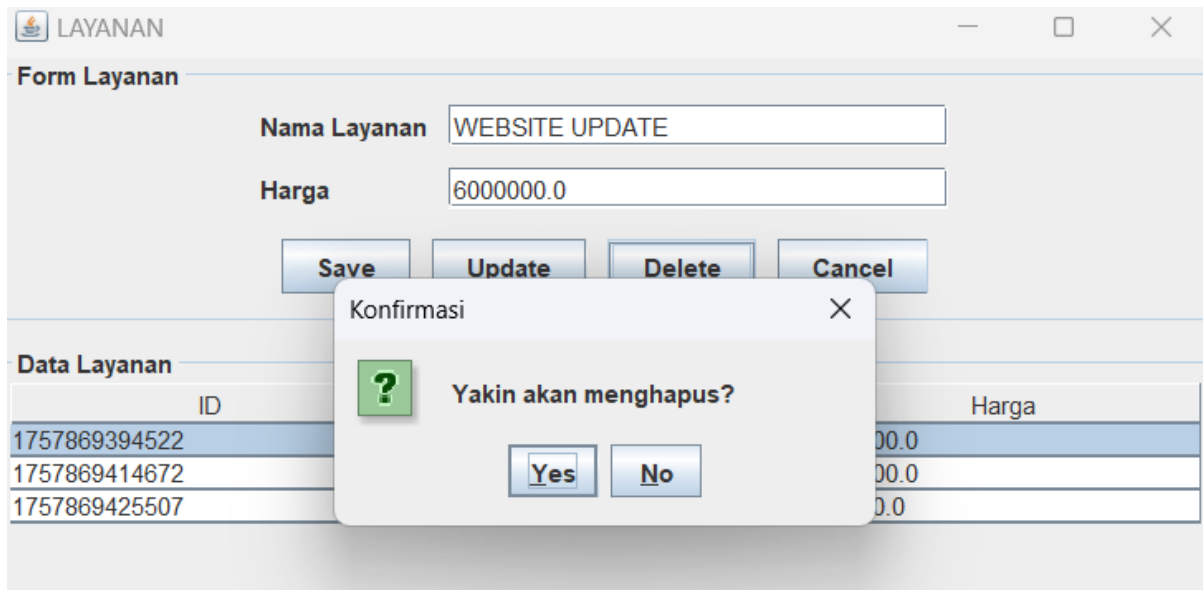 LAYANAN
Form Layanan
Nama Layanan WEBSITE UPDATE
Harga 6000000.0
Save Update Delete Cancel
Konfirmasi
Yakin akan menghapus?
Yes No
Data Layanan
ID Harga
1757869394522 00.0
1757869414672 00.0
1757869425507 0.0